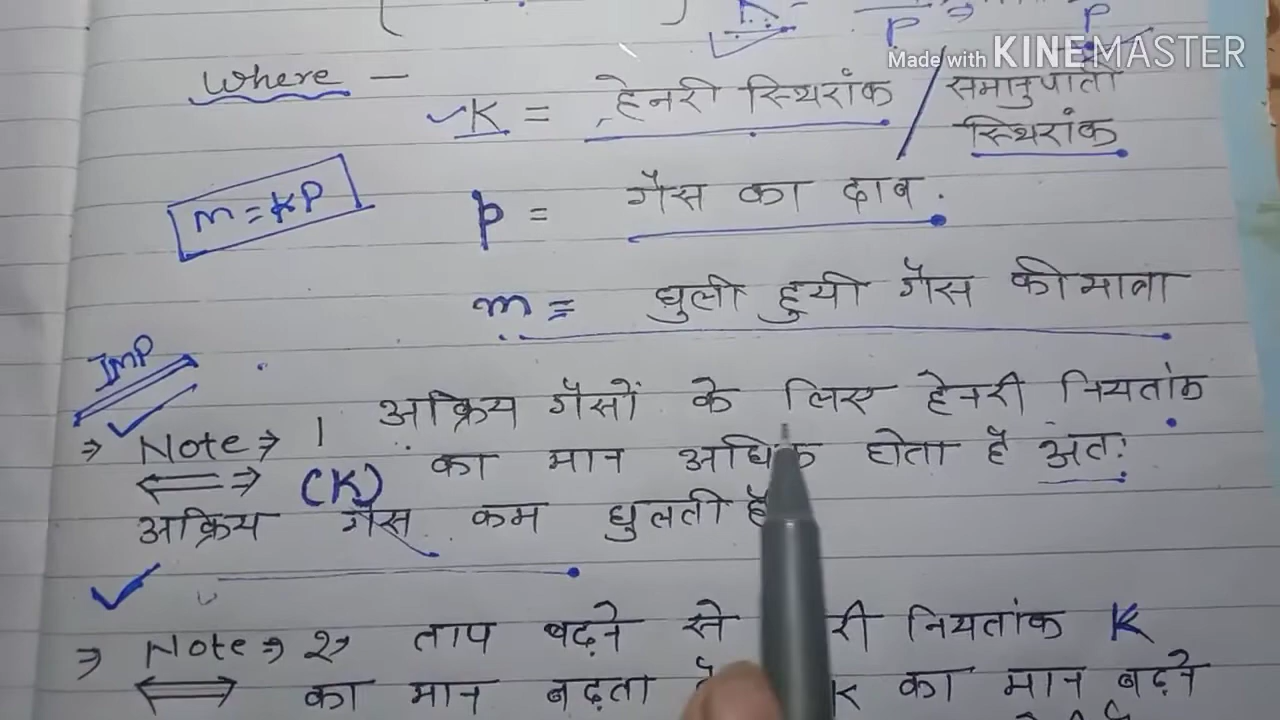 p ⇒ p
Made with KINEMASTER
Where —
K = हेनरी स्थिरांक / समानुपाती
स्थिरांक
m = KP
p = गैस का दाब.
m = घुली हुयी गैस की मात्रा
IMP
⇒ Note ⇒ 1 अक्रिय गैसों के लिए हेनरी नियतांक
(K) का मान अधिक होता है अतः
अक्रिय गैस कम घुलती है
⇒ Note ⇒ 2⇒ ताप बढ़ने से री नियतांक K
का मान बढ़ता K का मान बढ़ने